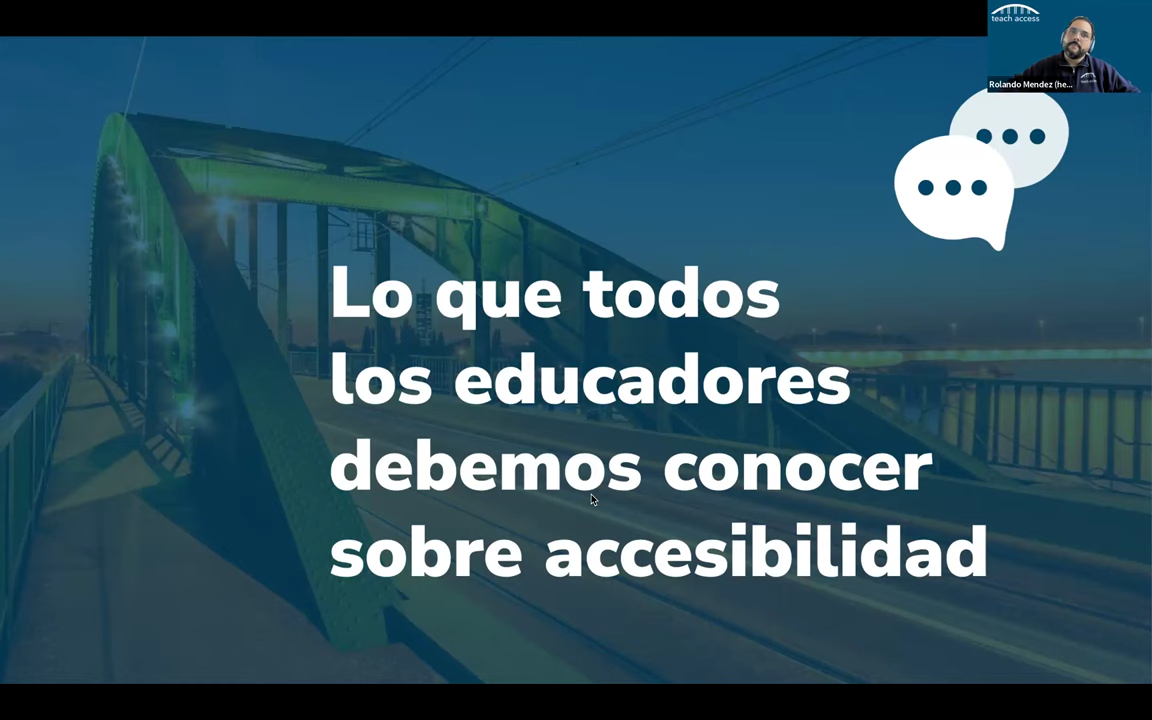 teach access
Rolando Mendez (he...
Lo que todos
los educadores
debemos conocer
sobre accesibilidad